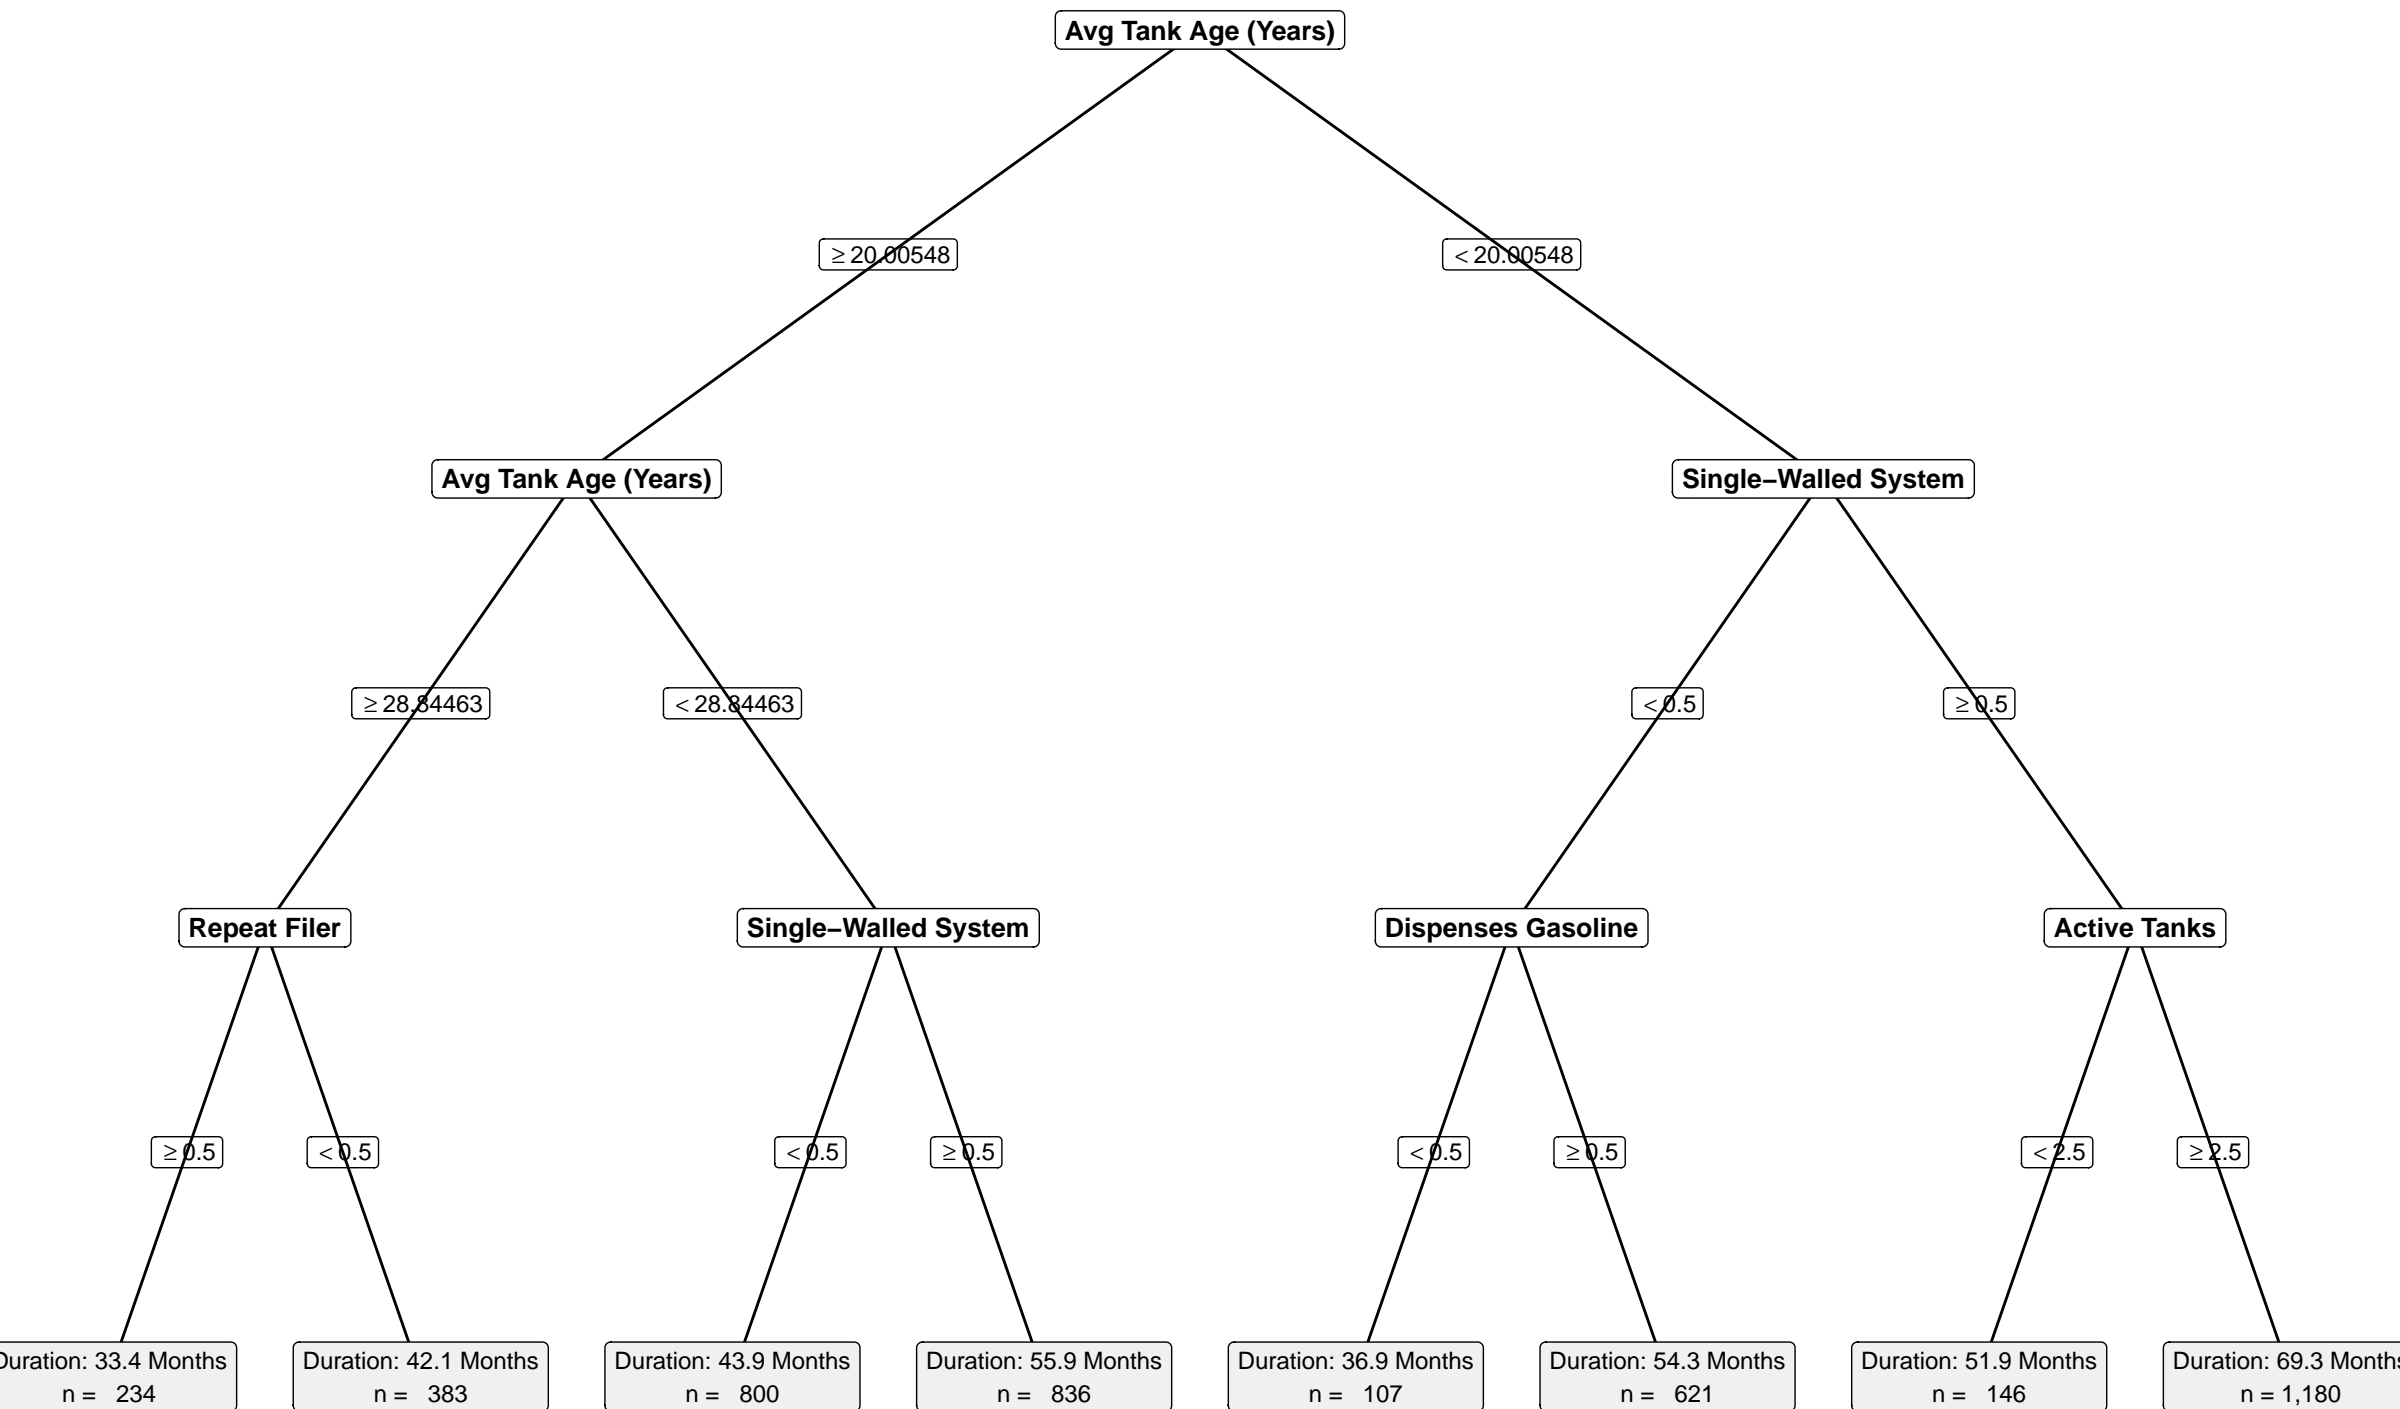 Avg Tank Age (Years)
≥ 20.00548
< 20.00548
Avg Tank Age (Years)
Single−Walled System
≥ 28.84463
< 28.84463
< 0.5
≥ 0.5
Repeat Filer
Single−Walled System
Dispenses Gasoline
Active Tanks
≥ 0.5
< 0.5
< 0.5
≥ 0.5
< 0.5
≥ 0.5
< 2.5
≥ 2.5
Duration: 33.4 Months
n = 234
Duration: 42.1 Months
n = 383
Duration: 43.9 Months
n = 800
Duration: 55.9 Months
n = 836
Duration: 36.9 Months
n = 107
Duration: 54.3 Months
n = 621
Duration: 51.9 Months
n = 146
Duration: 69.3 Months
n = 1,180